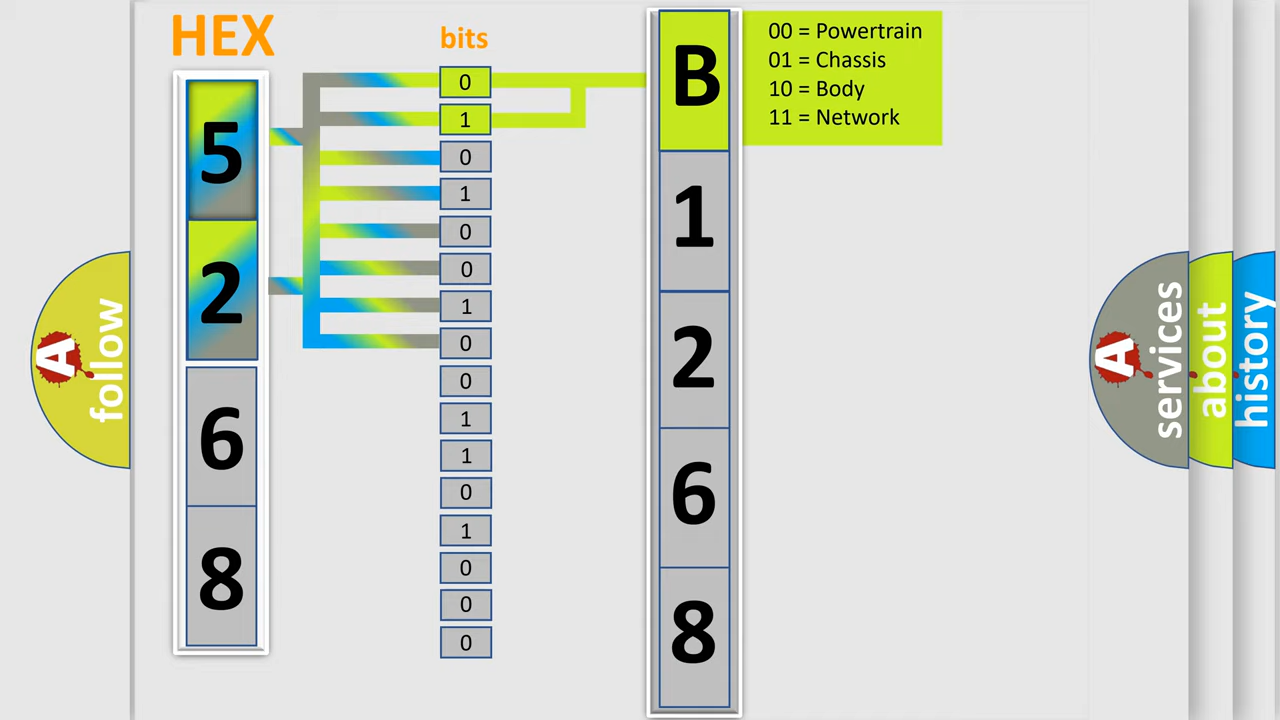 HEX
5
2
6
8
bits
0
1
0
1
0
0
1
0
0
1
1
0
1
0
0
0
B
1
2
6
8
00 = Powertrain
01 = Chassis
10 = Body
11 = Network
A
follow
A
services
about
history